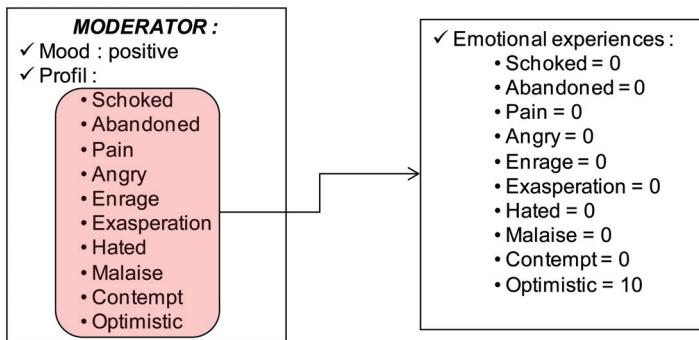 MODERATOR :
✓ Mood : positive
✓ Profil :
• Schoked
• Abandoned
• Pain
• Angry
• Enrage
• Exasperation
• Hated
• Malaise
• Contempt
• Optimistic
✓ Emotional experiences :
• Schoked = 0
• Abandoned = 0
• Pain = 0
• Angry = 0
• Enrage = 0
• Exasperation = 0
• Hated = 0
• Malaise = 0
• Contempt = 0
• Optimistic = 10